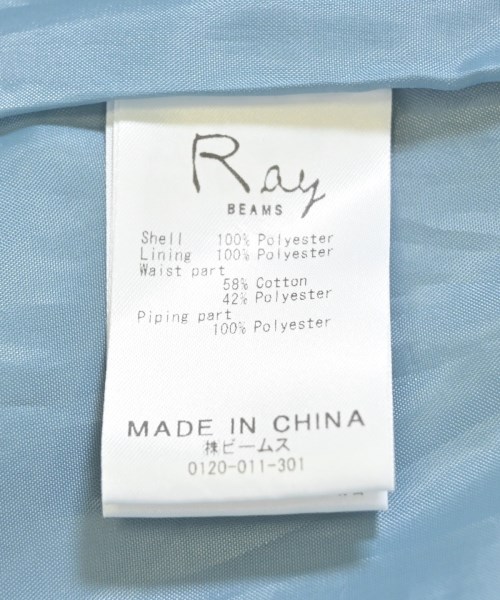 Ray
BEAMS
Shell 100% Polyester
Lining 100% Polyester
Waist part
58% Cotton
42% Polyester
Piping part
100% Polyester
MADE IN CHINA
㈱ビームス
0120-011-301